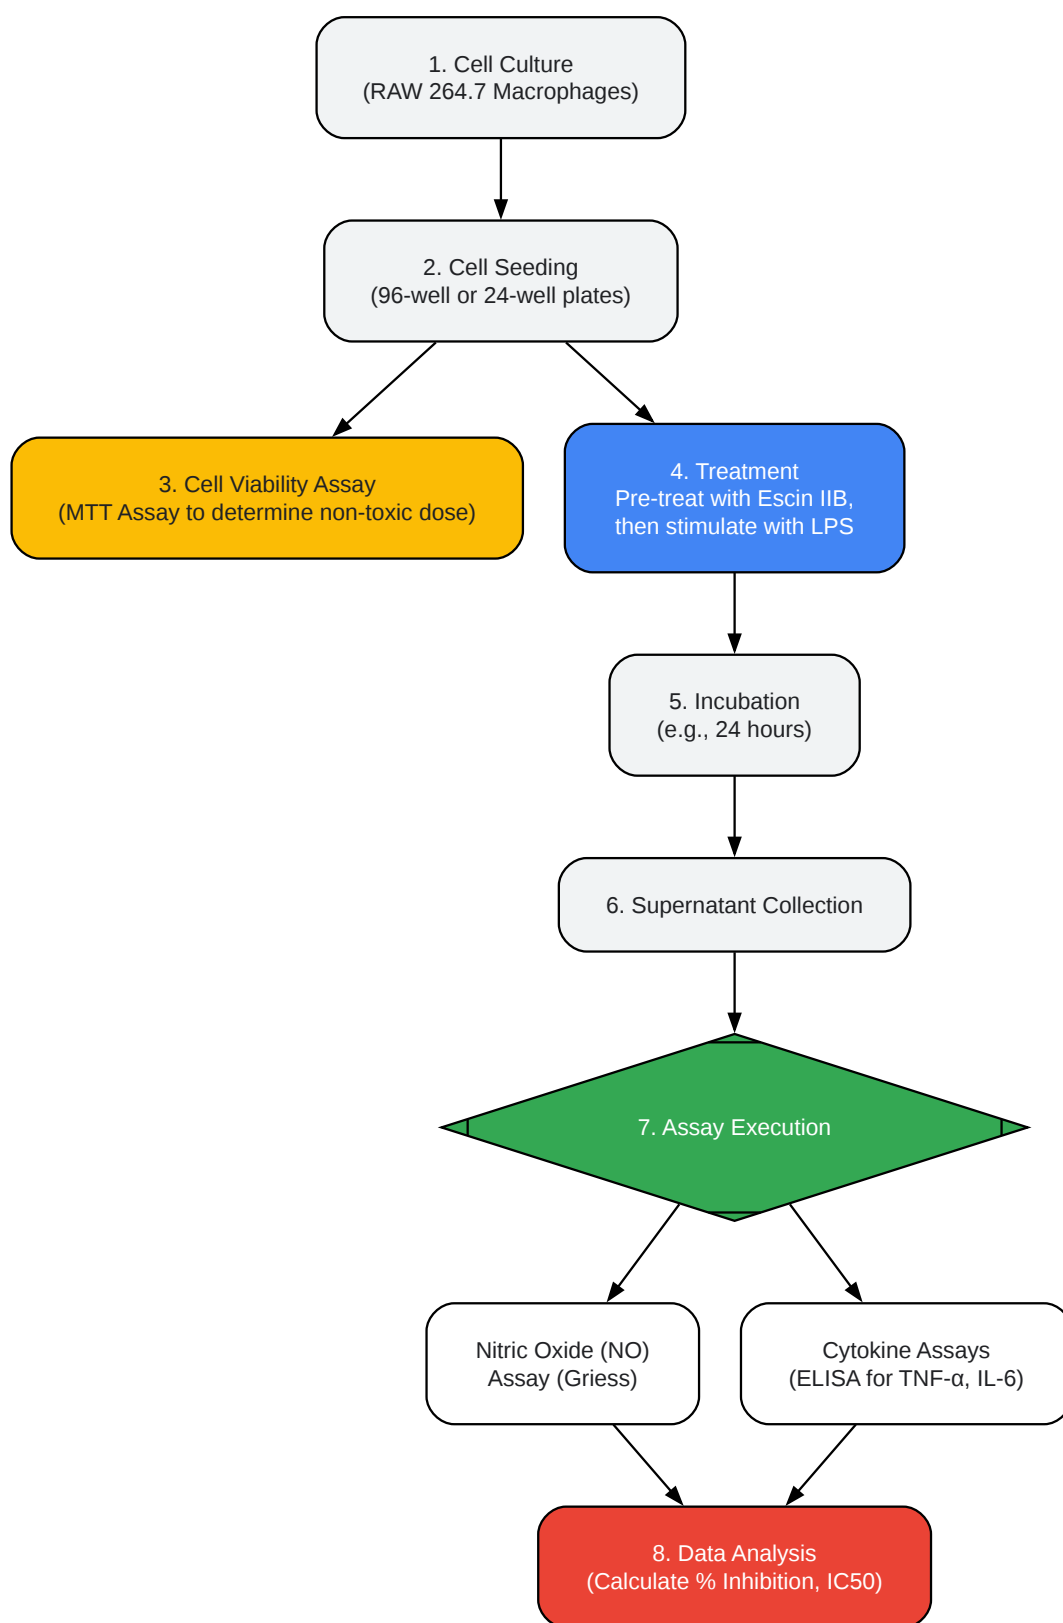 1. Cell Culture
(RAW 264.7 Macrophages)
2. Cell Seeding
(96-well or 24-well plates)
3. Cell Viability Assay
(MTT Assay to determine non-toxic dose)
4. Treatment
Pre-treat with Escin IIB,
then stimulate with LPS
5. Incubation
(e.g., 24 hours)
6. Supernatant Collection
7. Assay Execution
Nitric Oxide (NO)
Assay (Griess)
Cytokine Assays
(ELISA for TNF-α, IL-6)
8. Data Analysis
(Calculate % Inhibition, IC50)